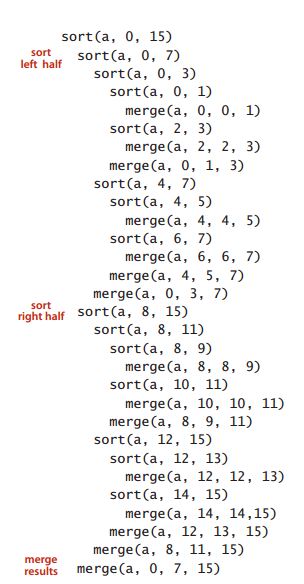 sort(a, 0, 15)
sort
left half
sort(a, 0, 7)
sort(a, 0, 3)
sort(a, 0, 1)
merge(a, 0, 0, 1)
sort(a, 2, 3)
merge(a, 2, 2, 3)
merge(a, 0, 1, 3)
sort(a, 4, 7)
sort(a, 4, 5)
merge(a, 4, 4, 5)
sort(a, 6, 7)
merge(a, 6, 6, 7)
merge(a, 4, 5, 7)
merge(a, 0, 3, 7)
sort
right half
sort(a, 8, 15)
sort(a, 8, 11)
sort(a, 8, 9)
merge(a, 8, 8, 9)
sort(a, 10, 11)
merge(a, 10, 10, 11)
merge(a, 8, 9, 11)
sort(a, 12, 15)
sort(a, 12, 13)
merge(a, 12, 12, 13)
sort(a, 14, 15)
merge(a, 14, 14,15)
merge(a, 12, 13, 15)
merge(a, 8, 11, 15)
merge
results
merge(a, 0, 7, 15)